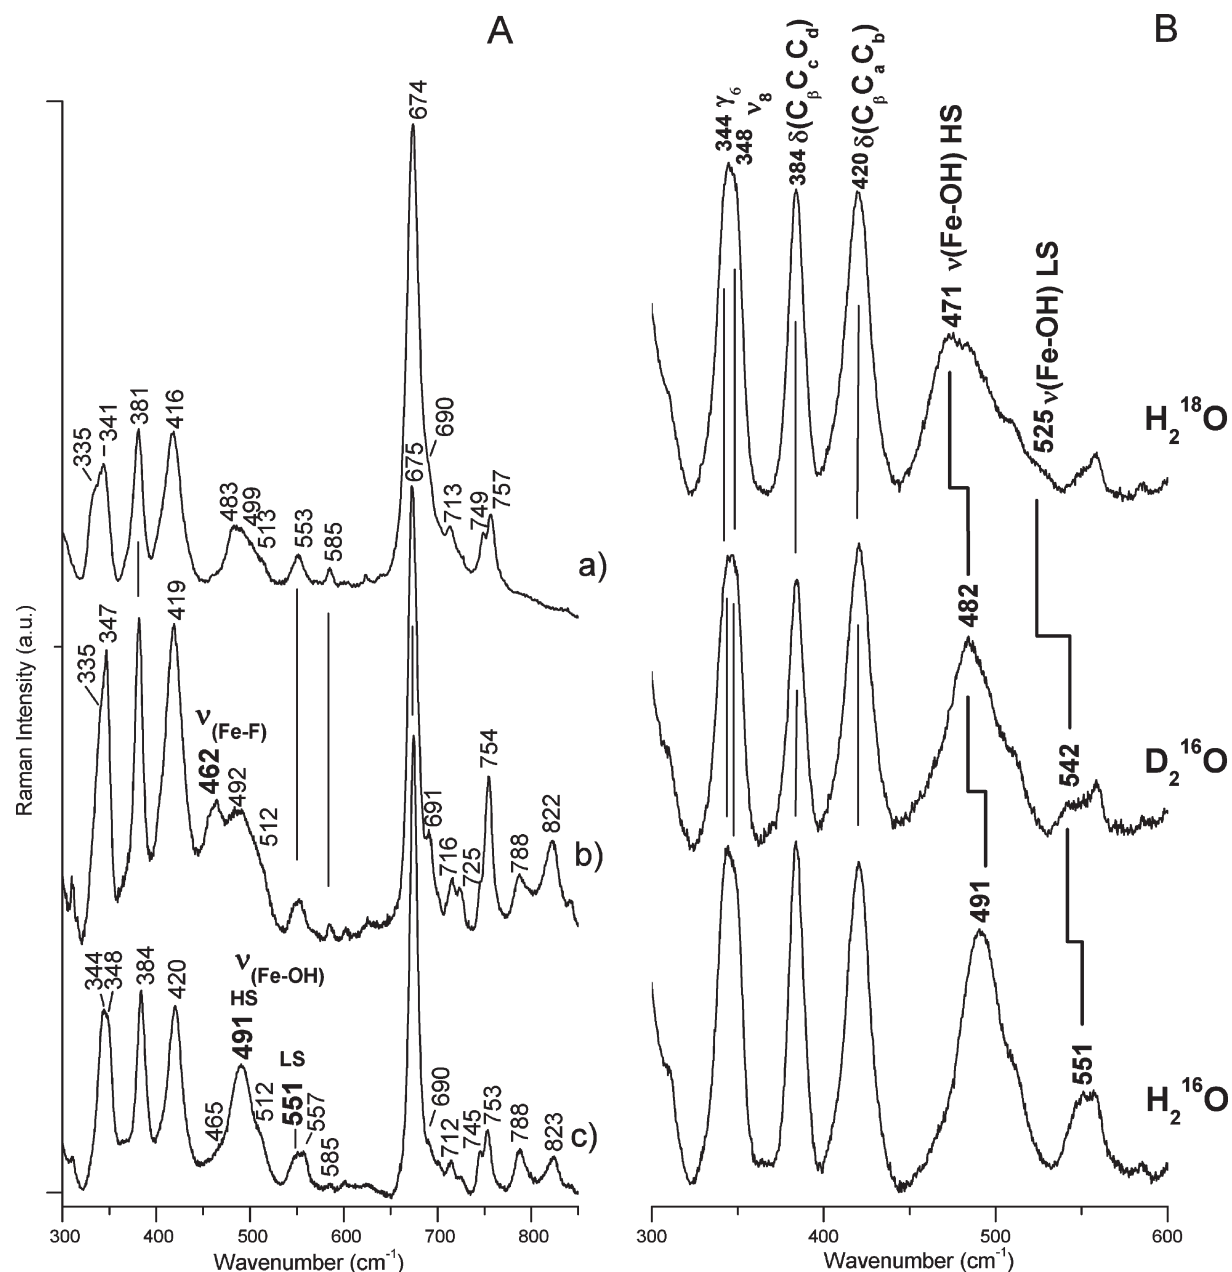 A
674
690
675
335
341
381
416
483
499
513
553
585
713
749
757
a)
335
347
419
ν(Fe-F)
462
492
512
691
716
725
754
788
822
b)
344
348
384
420
ν(Fe-OH)
HS
491
LS
465
512
551
557
585
690
712
745
753
788
823
c)
Raman Intensity (a.u.)
300
400
500
600
700
800
Wavenumber (cm⁻¹)
B
344 γ₆
348 ν₈
384 δ(CβCcCd)
420 δ(CβCaCb)
471 ν(Fe-OH) HS
525 ν(Fe-OH) LS
H₂¹⁸O
482
542
D₂¹⁶O
491
551
H₂¹⁶O
300
400
500
600
Wavenumber (cm⁻¹)